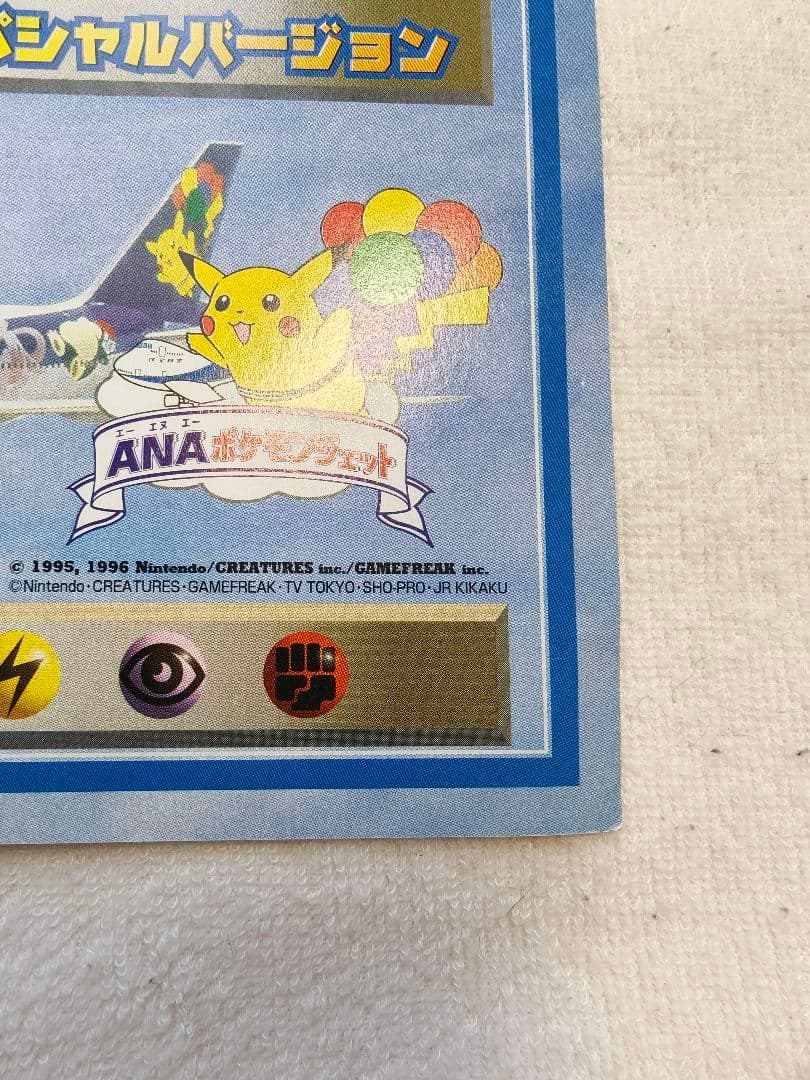 シャルバージョン
エー エヌ エー
ANAポケモンジェット
© 1995, 1996 Nintendo/CREATURES inc./GAMEFREAK inc.
©Nintendo・CREATURES・GAMEFREAK・TV TOKYO・SHO-PRO・JR KIKAKU